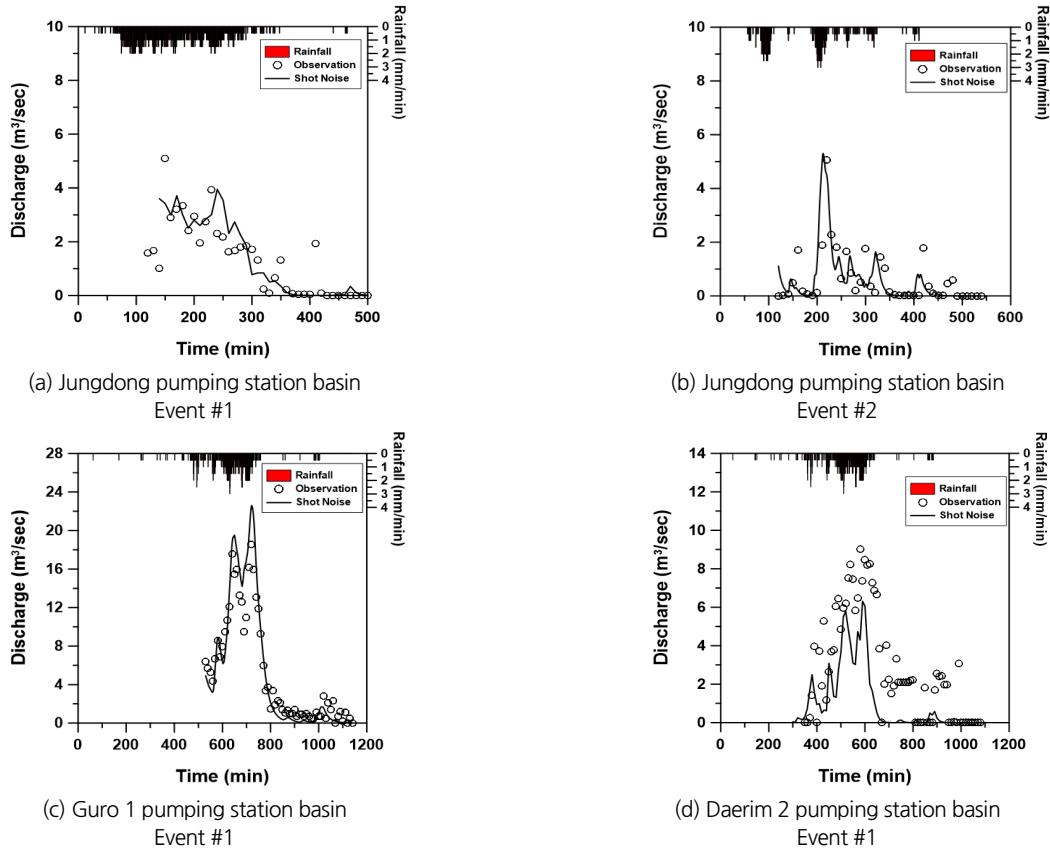 10
8
6
4
2
0
Discharge (m³/sec)
0 100 200 300 400 500
Time (min)
0
1
2
3
4
Rainfall (mm/min)
Rainfall
Observation
Shot Noise
(a) Jungdong pumping station basin
Event #1
10
8
6
4
2
0
Discharge (m³/sec)
0 100 200 300 400 500 600
Time (min)
0
1
2
3
4
Rainfall (mm/min)
Rainfall
Observation
Shot Noise
(b) Jungdong pumping station basin
Event #2
28
24
20
16
12
8
4
0
Discharge (m³/sec)
0 200 400 600 800 1000 1200
Time (min)
0
1
2
3
4
Rainfall (mm/min)
Rainfall
Observation
Shot Noise
(c) Guro 1 pumping station basin
Event #1
14
12
10
8
6
4
2
0
Discharge (m³/sec)
0 200 400 600 800 1000 1200
Time (min)
0
1
2
3
4
Rainfall (mm/min)
Rainfall
Observation
Shot Noise
(d) Daerim 2 pumping station basin
Event #1